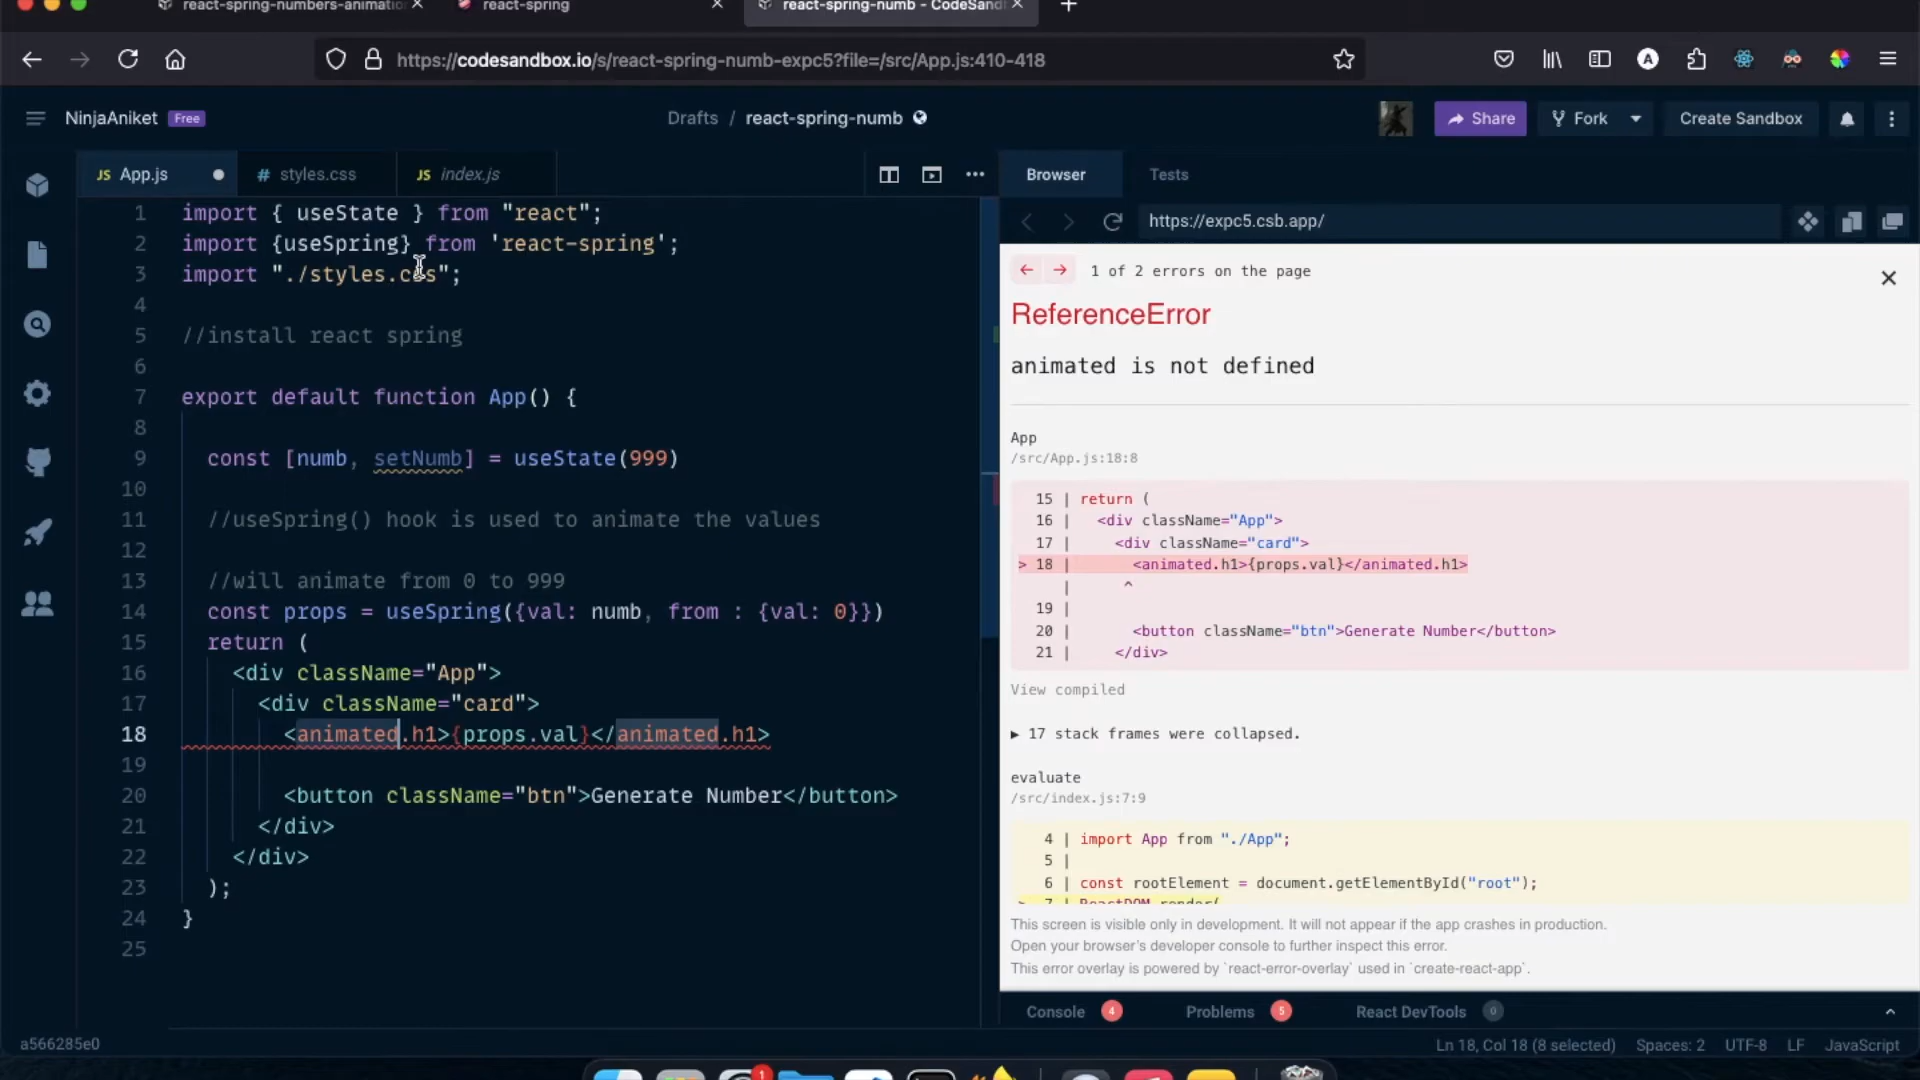 react-spring-numbers-animatio
react-spring
react-spring-numb - CodeSand
https://codesandbox.io/s/react-spring-numb-expc5?file=/src/App.js:410-418
A
NinjaAniket Free
Drafts / react-spring-numb
Share
Fork
Create Sandbox
JS App.js
# styles.css
JS index.js
Browser
Tests
https://expc5.csb.app/
1 import { useState } from "react";
2 import {useSpring} from 'react-spring';
3 import "./styles.css";
4
5 //install react spring
6
7 export default function App() {
8
9 const [numb, setNumb] = useState(999)
10
11 //useSpring() hook is used to animate the values
12
13 //will animate from 0 to 999
14 const props = useSpring({val: numb, from : {val: 0}})
15 return (
16 <div className="App">
17 <div className="card">
18 <animated.h1>{props.val}</animated.h1>
19
20 <button className="btn">Generate Number</button>
21 </div>
22 </div>
23 );
24 }
25
1 of 2 errors on the page
ReferenceError
animated is not defined
App
/src/App.js:18:8
15 | return (
16 | <div className="App">
17 | <div className="card">
> 18 | <animated.h1>{props.val}</animated.h1>
| ^
19 |
20 | <button className="btn">Generate Number</button>
21 | </div>
View compiled
▶ 17 stack frames were collapsed.
evaluate
/src/index.js:7:9
4 | import App from "./App";
5 |
6 | const rootElement = document.getElementById("root");
> 7 | ReactDOM.render(
This screen is visible only in development. It will not appear if the app crashes in production.
Open your browser's developer console to further inspect this error.
This error overlay is powered by `react-error-overlay` used in `create-react-app`.
Console 4
Problems 5
React DevTools 0
a566285e0
Ln 18, Col 18 (8 selected) Spaces: 2 UTF-8 LF JavaScript
1